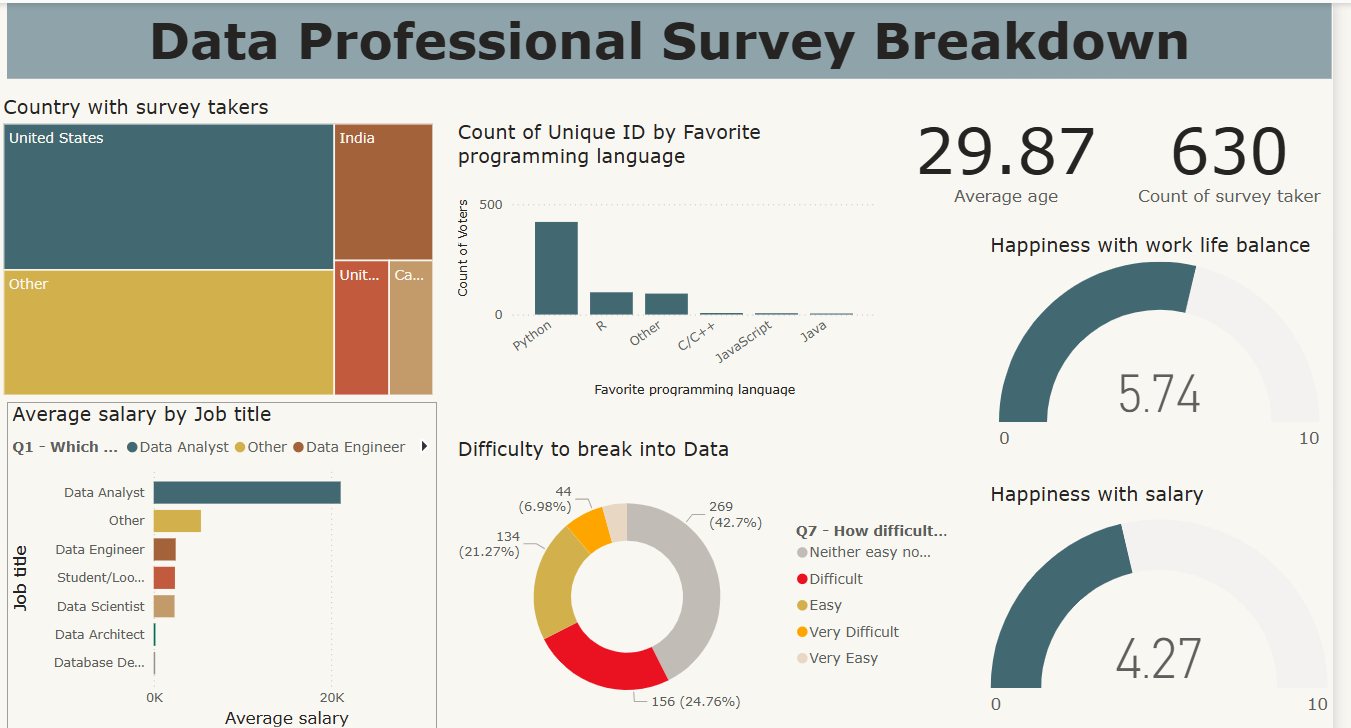 Data Professional Survey Breakdown
Country with survey takers
United States
India
Other
Unit...
Ca...
Count of Unique ID by Favorite
programming language
Count of Voters
500
0
Python
R
Other
C/C++
JavaScript
Java
Favorite programming language
29.87
Average age
630
Count of survey taker
Happiness with work life balance
5.74
0
10
Average salary by Job title
Q1 - Which ... Data Analyst Other Data Engineer
Job title
Data Analyst
Other
Data Engineer
Student/Loo...
Data Scientist
Data Architect
Database De...
0K
20K
Average salary
Difficulty to break into Data
44
(6.98%)
269
(42.7%)
134
(21.27%)
156 (24.76%)
Q7 - How difficult...
Neither easy no...
Difficult
Easy
Very Difficult
Very Easy
Happiness with salary
4.27
0
10